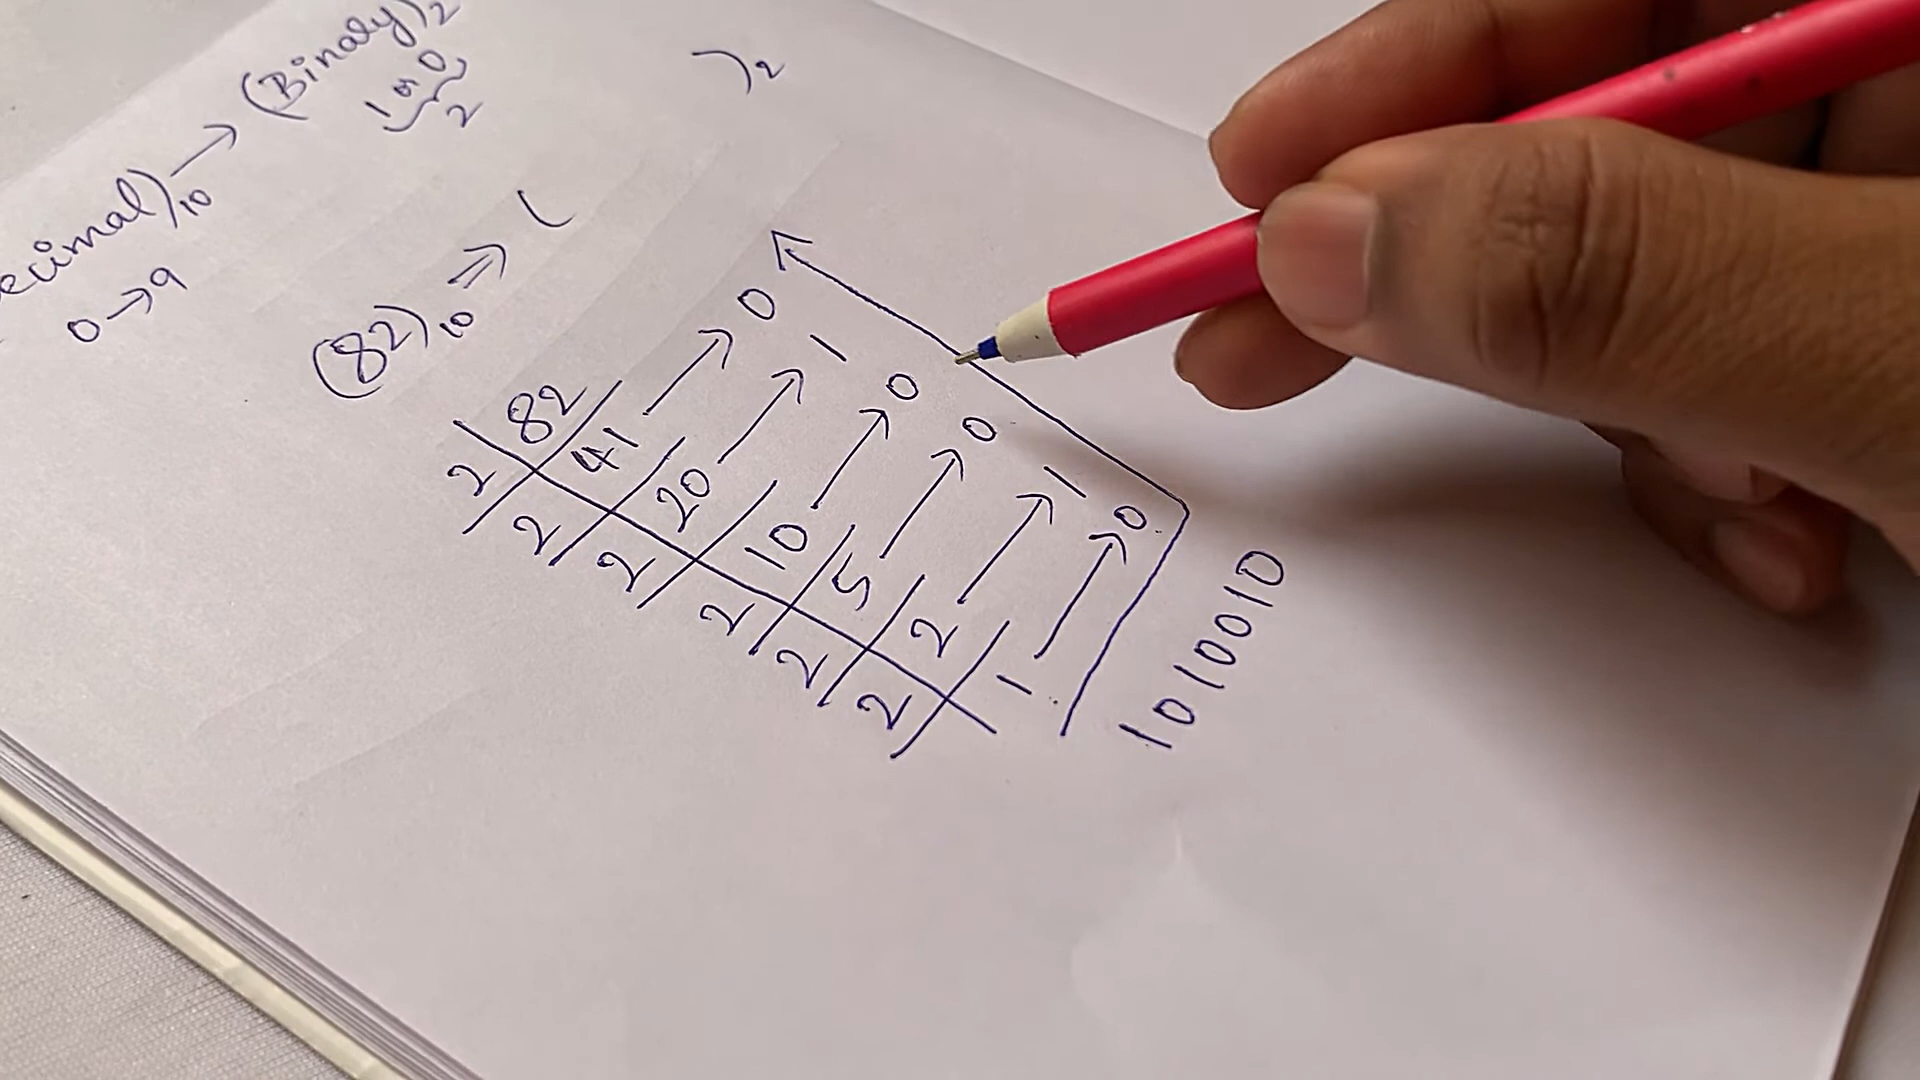 ecimal)10 → (Binary)2
0→9
1 or 0
2
(82)10 ⇒ ( )2
2 82
2 41 → 0
2 20 → 1
2 10 → 0
2 5 → 0
2 2 → 1
1 → 0
1010010